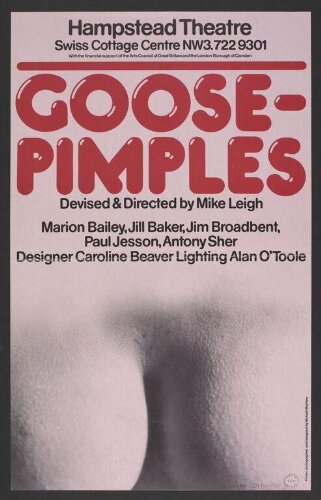 Hampstead Theatre
Swiss Cottage Centre NW3.722 9301
With the financial support of the Arts Council of Great Britain and the London Borough of Camden
GOOSE-
PIMPLES
Devised & Directed by Mike Leigh
Marion Bailey, Jill Baker, Jim Broadbent,
Paul Jesson, Antony Sher
Designer Caroline Beaver Lighting Alan O'Toole